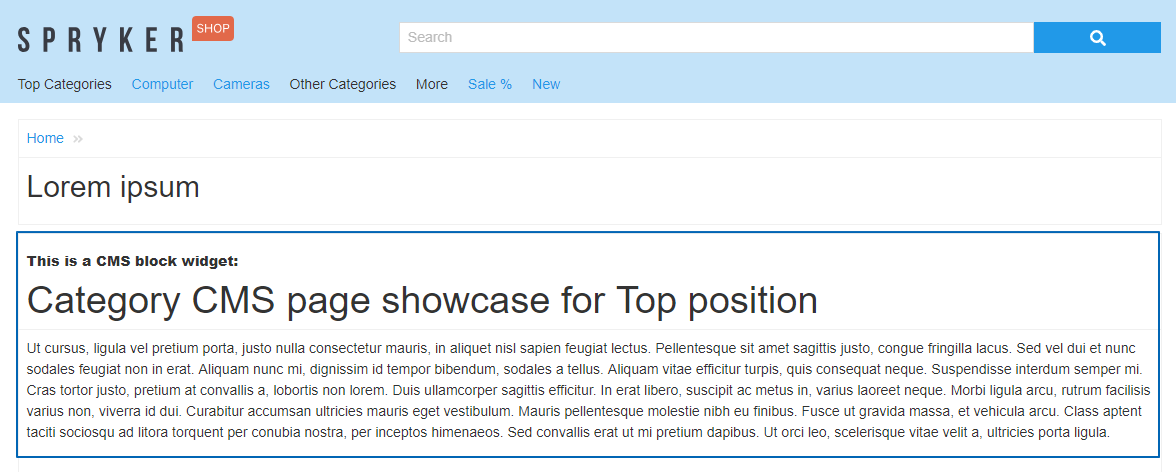 SPRYKER SHOP
Search
Top Categories Computer Cameras Other Categories More Sale % New
Home »
Lorem ipsum
This is a CMS block widget:
Category CMS page showcase for Top position
Ut cursus, ligula vel pretium porta, justo nulla consectetur mauris, in aliquet nisl sapien feugiat lectus. Pellentesque sit amet sagittis justo, congue fringilla lacus. Sed vel dui et nunc
sodales feugiat non in erat. Aliquam nunc mi, dignissim id tempor bibendum, sodales a tellus. Aliquam vitae efficitur turpis, quis consequat neque. Suspendisse interdum semper mi.
Cras tortor justo, pretium at convallis a, lobortis non lorem. Duis ullamcorper sagittis efficitur. In erat libero, suscipit ac metus in, varius laoreet neque. Morbi ligula arcu, rutrum facilisis
varius non, viverra id dui. Curabitur accumsan ultricies mauris eget vestibulum. Mauris pellentesque molestie nibh eu finibus. Fusce ut gravida massa, et vehicula arcu. Class aptent
taciti sociosqu ad litora torquent per conubia nostra, per inceptos himenaeos. Sed convallis erat ut mi pretium dapibus. Ut orci leo, scelerisque vitae velit a, ultricies porta ligula.